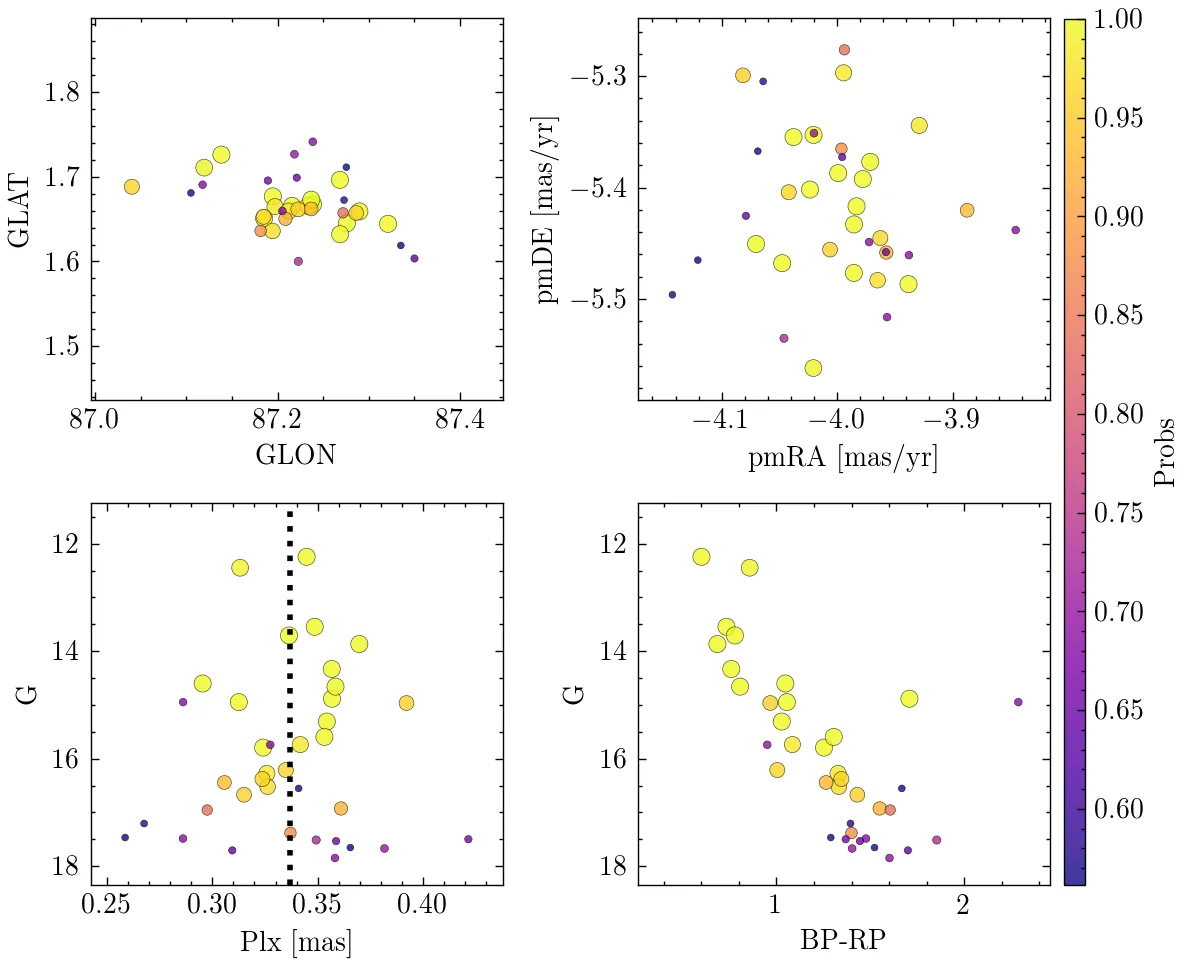 1.8
1.7
1.6
1.5
GLAT
87.0 87.2 87.4
GLON
−5.3
−5.4
−5.5
pmDE [mas/yr]
−4.1 −4.0 −3.9
pmRA [mas/yr]
1.00
0.95
0.90
0.85
0.80
0.75
0.70
0.65
0.60
Probs
12
14
16
18
G
0.25 0.30 0.35 0.40
Plx [mas]
12
14
16
18
G
1 2
BP-RP